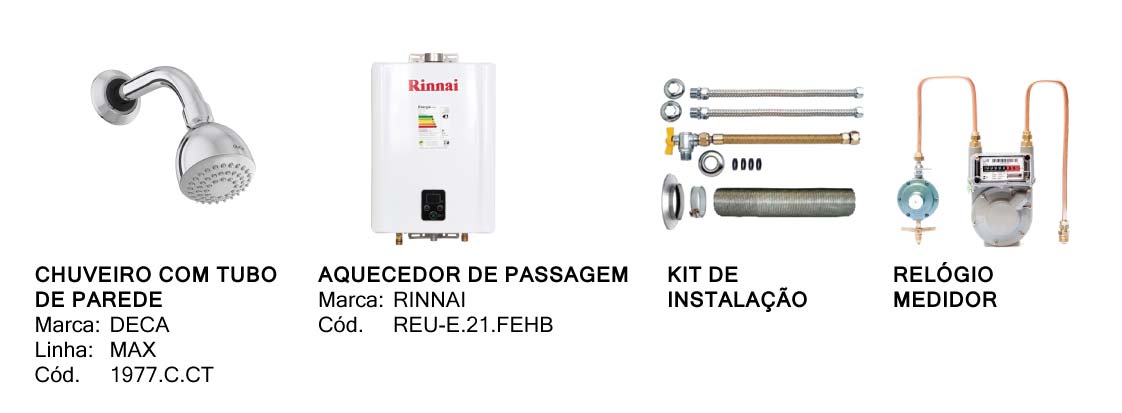 Rinnai
CHUVEIRO COM TUBO
DE PAREDE
Marca: DECA
Linha: MAX
Cód. 1977.C.CT
AQUECEDOR DE PASSAGEM
Marca: RINNAI
Cód. REU-E.21.FEHB
KIT DE
INSTALAÇÃO
RELÓGIO
MEDIDOR